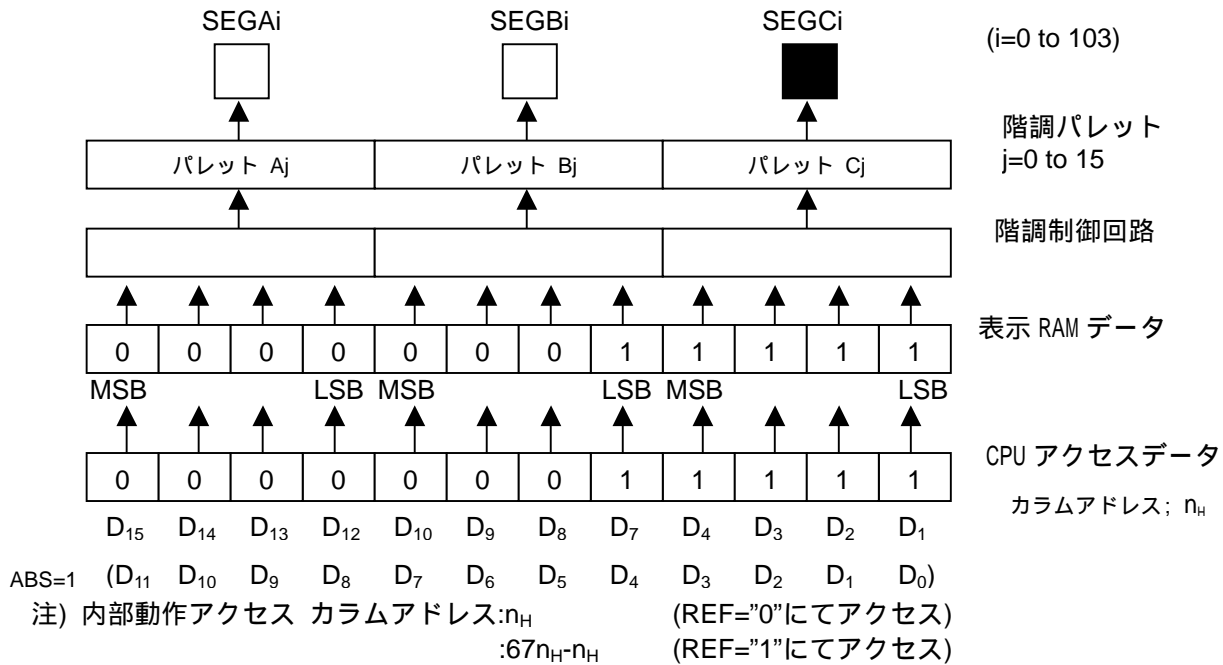 SEGAi SEGBi SEGCi (i=0 to 103)
階調パレット
パレット Aj パレット Bj パレット Cj j=0 to 15
階調制御回路
表示 RAM データ
0 0 0 0 0 0 0 1 1 1 1 1
MSB LSB MSB LSB MSB LSB
CPU アクセスデータ
0 0 0 0 0 0 0 1 1 1 1 1
カラムアドレス; nH
D15 D14 D13 D12 D10 D9 D8 D7 D4 D3 D2 D1
ABS=1 (D11 D10 D9 D8 D7 D6 D5 D4 D3 D2 D1 D0)
注) 内部動作アクセス カラムアドレス:nH (REF="0"にてアクセス)
:67nH-nH (REF="1"にてアクセス)